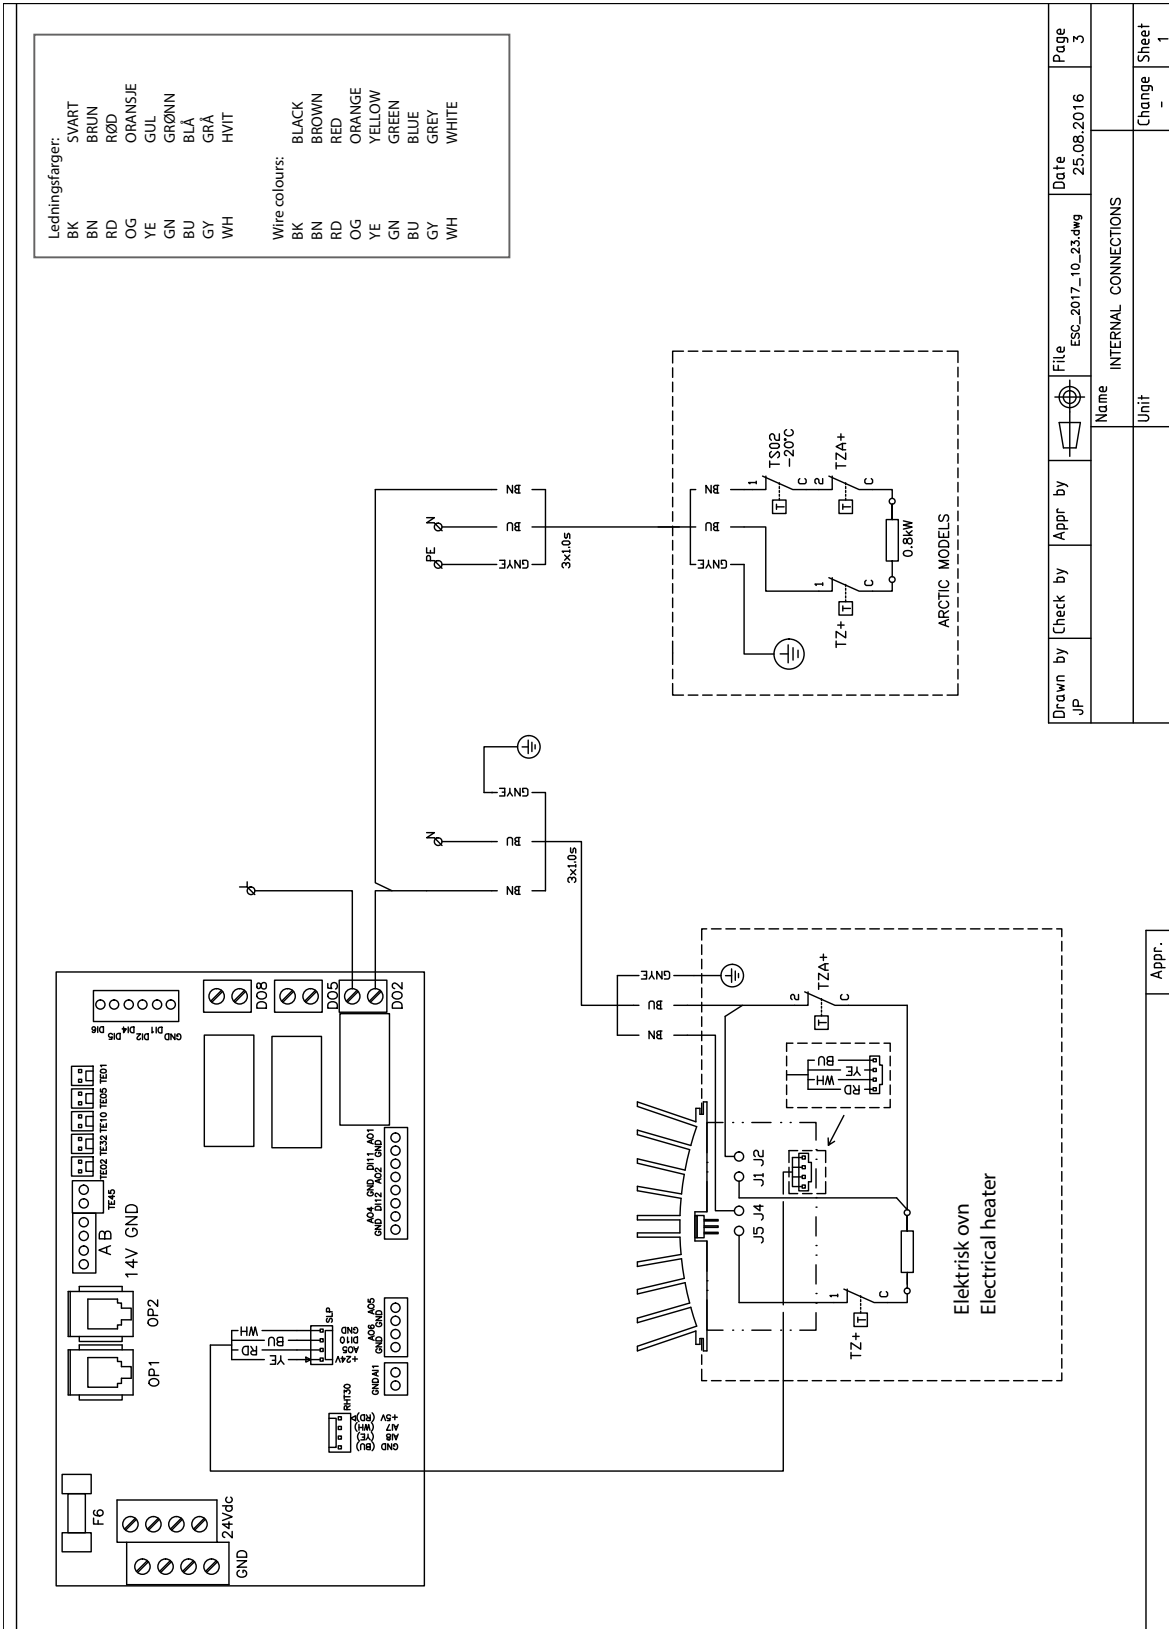 Ledningsfarger:
BK SVART
BN BRUN
RD RØD
OG ORANSJE
YE GUL
GN GRØNN
BU BLÅ
GY GRÅ
WH HVIT
Wire colours:
BK BLACK
BN BROWN
RD RED
OG ORANGE
YE YELLOW
GN GREEN
BU BLUE
GY GREY
WH WHITE
F6
GND
24Vdc
OP1
OP2
A B
14V GND
TE45
TE02
TE32
TE10
TE05
TE01
DI6
DI5
DI4
DI2
DI1
GND
DO8
DO5
DO2
RHT30
+5V (RD)
AI7 (WH)
AI8 (YE)
GND (BU)
SLP
+24V
AO5
DI10
GND
YE
RD
BU
WH
GNDAI1
GND
AO6
GND
AO5
GND
AO4
DI12
GND
AO2
DI11
GND
AO1
L
N
BN
BU
GNYE
3x1.0s
PE
N
GNYE
BU
BN
3x1.0s
GNYE
BU
BN
TS02
-20°C
1
C
2
TZA+
C
T
T
TZ+
T
1
C
0.8kW
ARCTIC MODELS
BN
BU
GNYE
J5 J4
J1 J2
RD
WH
YE
BU
2
TZA+
T
C
TZ+
T
1
C
Elektrisk ovn
Electrical heater
Drawn by
JP
Check by
Appr by
File
ESC_2017_10_23.dwg
Date
25.08.2016
Page
3
Name
INTERNAL CONNECTIONS
Unit
Change
-
Sheet
1
Appr.